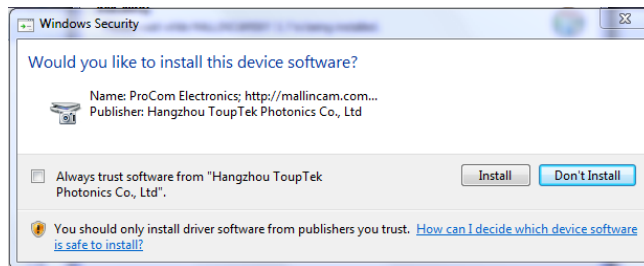 Windows Security
Would you like to install this device software?
Name: ProCom Electronics; http://mallincam.com...
Publisher: Hangzhou ToupTek Photonics Co., Ltd
Always trust software from "Hangzhou ToupTek
Photonics Co., Ltd".
Install
Don't Install
You should only install driver software from publishers you trust. How can I decide which device software
is safe to install?